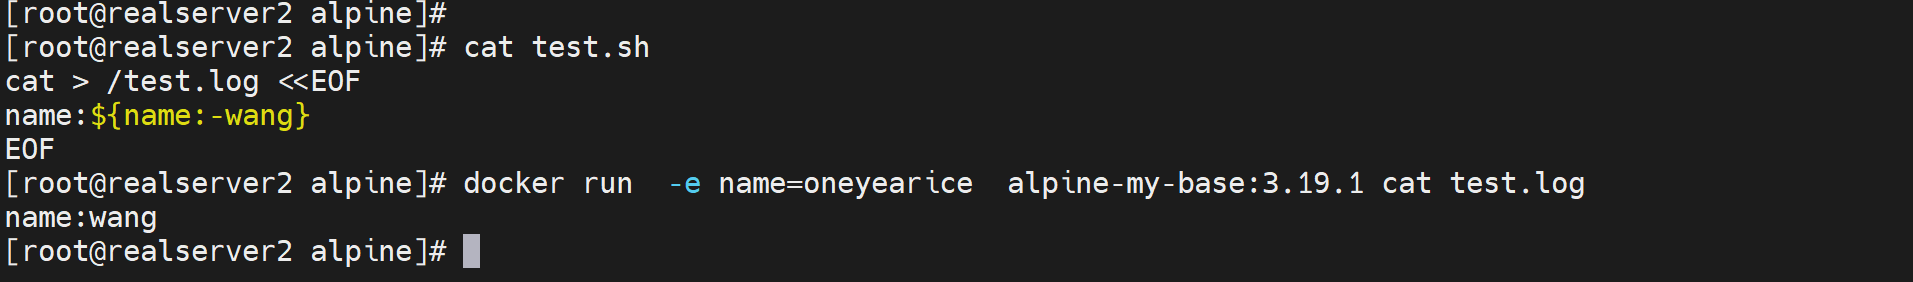 [root@realserver2 alpine]#
[root@realserver2 alpine]# cat test.sh
cat > /test.log <<EOF
name:${name:-wang}
EOF
[root@realserver2 alpine]# docker run  -e name=oneyearice  alpine-my-base:3.19.1 cat test.log
name:wang
[root@realserver2 alpine]#